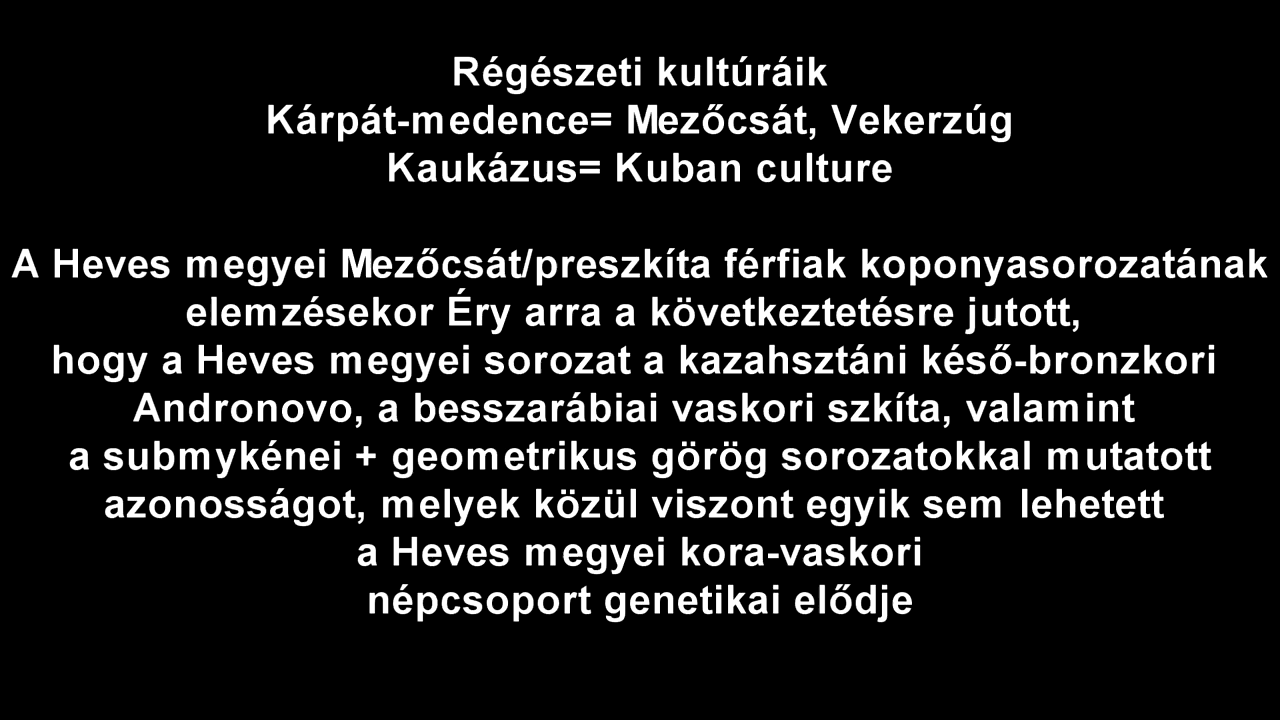 Régészeti kultúráik
Kárpát-medence= Mezőcsát, Vekerzúg
Kaukázus= Kuban culture
A Heves megyei Mezőcsát/preszkíta férfiak koponyasorozatának
elemzésekor Éry arra a következtetésre jutott,
hogy a Heves megyei sorozat a kazahsztáni késő-bronzkori
Andronovo, a besszarábiai vaskori szkíta, valamint
a submykénei + geometrikus görög sorozatokkal mutatott
azonosságot, melyek közül viszont egyik sem lehetett
a Heves megyei kora-vaskori
népcsoport genetikai elődje